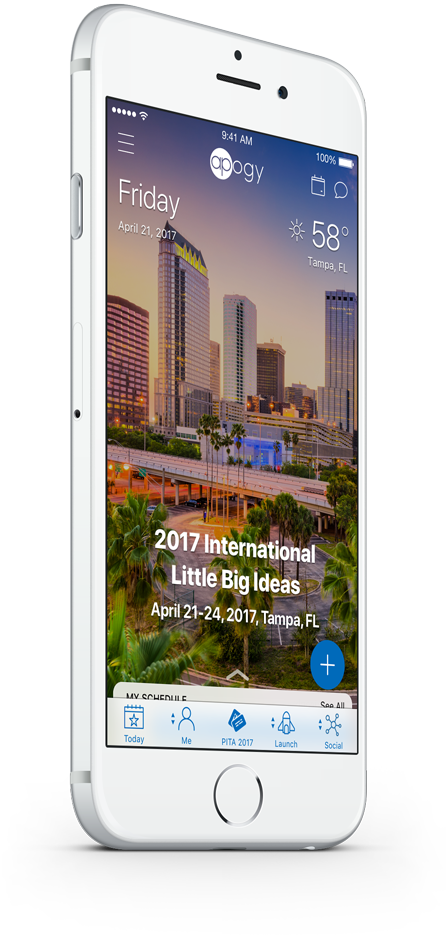 9:41 AM
100%
apogy
Friday
April 21, 2017
58°
Tampa, FL
2017 International
Little Big Ideas
April 21-24, 2017, Tampa, FL
MY SCHEDULE
See All
Today
Me
PITA 2017
Launch
Social